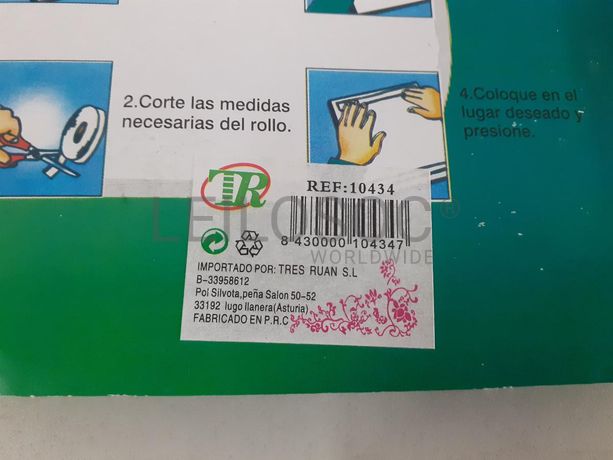 2.Corte las medidas
necesarias del rollo.
4.Coloque en el
lugar deseado y
presione.
TR
REF:10434
8 430000 104347
LEILOSOC®
WORLDWIDE
IMPORTADO POR: TRES RUAN S.L
B-33958612
Pol Silvota,peña Salon 50-52
33192 lugo llanera(Asturia)
FABRICADO EN P.R.C